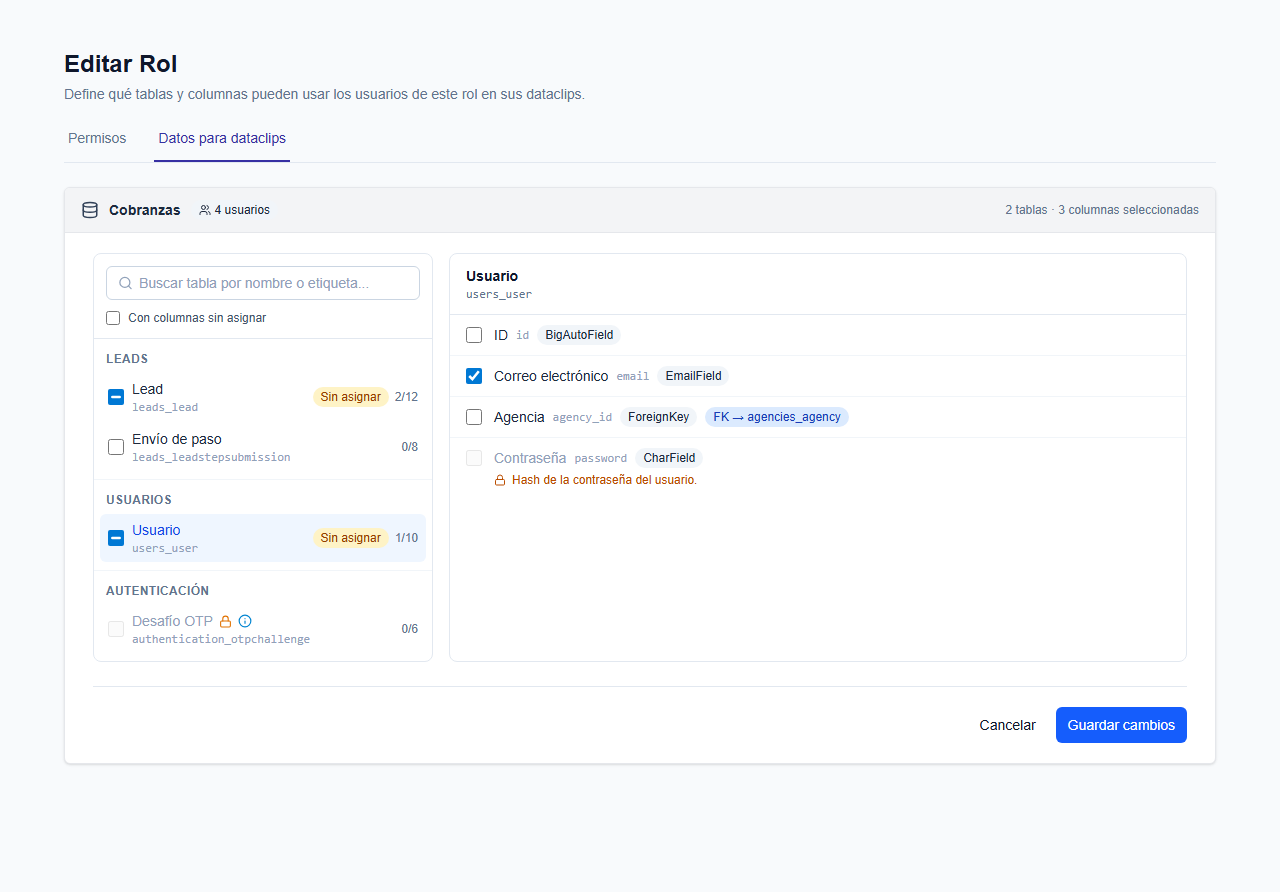 Editar Rol
Define qué tablas y columnas pueden usar los usuarios de este rol en sus dataclips.
Permisos Datos para dataclips
Cobranzas 4 usuarios 2 tablas · 3 columnas seleccionadas
Buscar tabla por nombre o etiqueta...
Con columnas sin asignar
LEADS
Lead Sin asignar 2/12
leads_lead
Envío de paso 0/8
leads_leadstepsubmission
USUARIOS
Usuario Sin asignar 1/10
users_user
AUTENTICACIÓN
Desafío OTP 0/6
authentication_otpchallenge
Usuario
users_user
ID id BigAutoField
Correo electrónico email EmailField
Agencia agency_id ForeignKey FK → agencies_agency
Contraseña password CharField
Hash de la contraseña del usuario.
Cancelar Guardar cambios